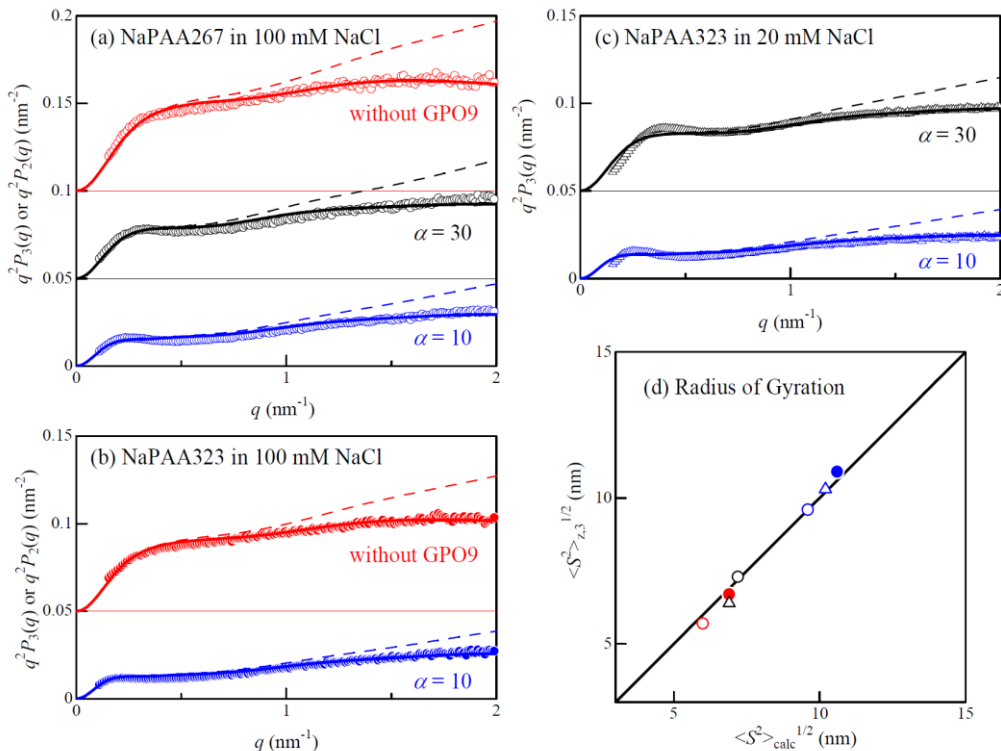 (a) NaPAA267 in 100 mM NaCl
0.2
0.15
0.1
0.05
0
q²P₃(q) or q²P₂(q) (nm⁻²)
without GPO9
α = 30
α = 10
0 1 2
q (nm⁻¹)
(b) NaPAA323 in 100 mM NaCl
0.15
0.1
0.05
0
q²P₃(q) or q²P₂(q) (nm⁻²)
without GPO9
α = 10
0 1 2
q (nm⁻¹)
(c) NaPAA323 in 20 mM NaCl
0.15
0.1
0.05
0
q²P₃(q) (nm⁻²)
α = 30
α = 10
0 1 2
q (nm⁻¹)
(d) Radius of Gyration
15
10
5
<S²>z,3^1/2 (nm)
5 10 15
<S²>calc^1/2 (nm)